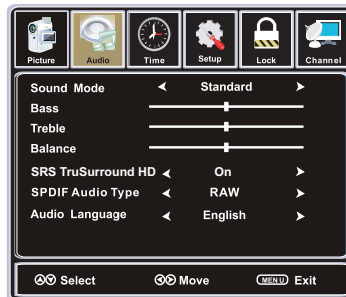 Picture Audio Time Setup Lock Channel
Sound Mode Standard
Bass
Treble
Balance
SRS TruSurround HD On
SPDIF Audio Type RAW
Audio Language English
Select Move MENU Exit